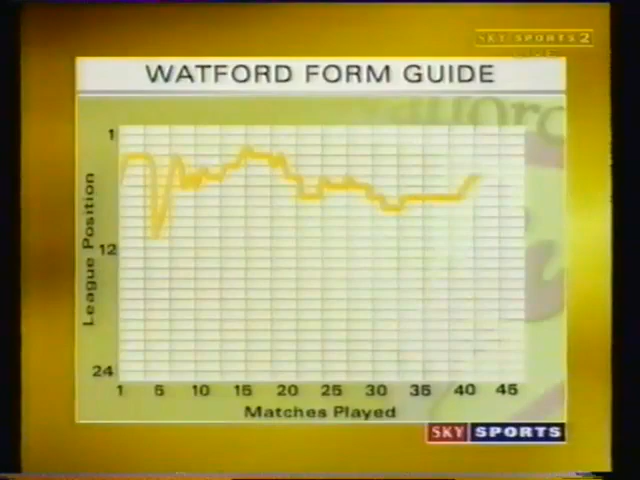 SKY SPORTS 2
WATFORD FORM GUIDE
1
12
24
League Position
1 5 10 15 20 25 30 35 40 45
Matches Played
SKY SPORTS